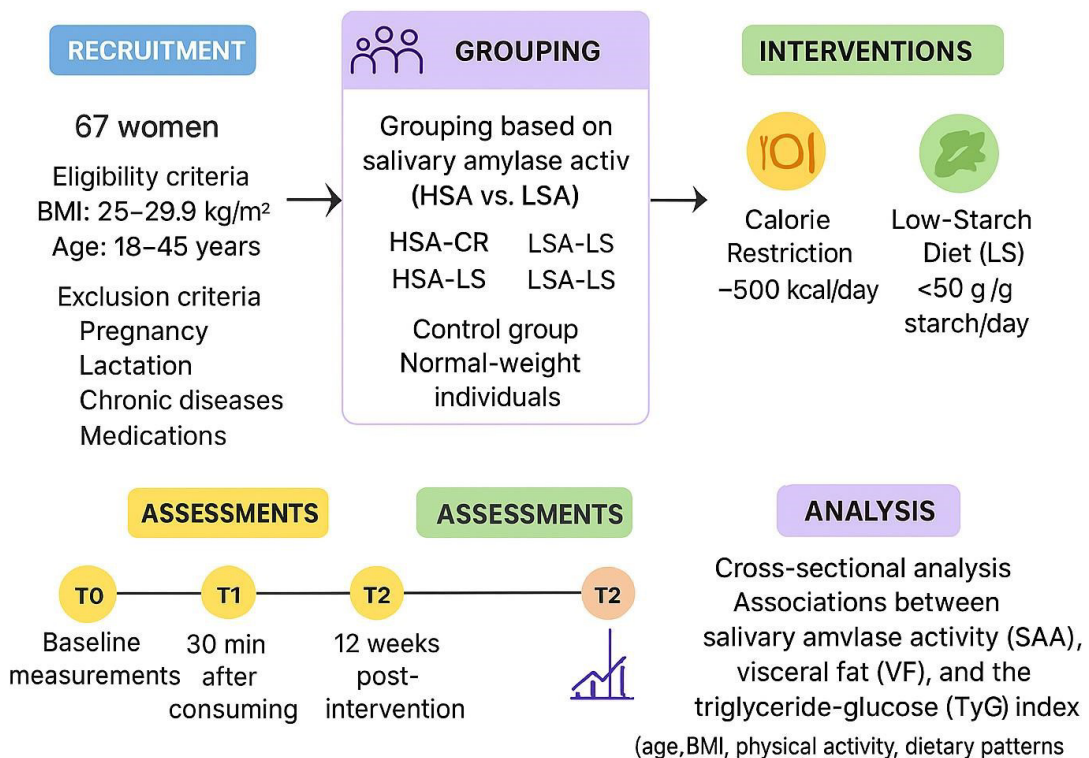 RECRUITMENT
67 women
Eligibility criteria
BMI: 25–29.9 kg/m²
Age: 18–45 years
Exclusion criteria
Pregnancy
Lactation
Chronic diseases
Medications
GROUPING
Grouping based on
salivary amylase activ
(HSA vs. LSA)
HSA-CR LSA-LS
HSA-LS LSA-LS
Control group
Normal-weight
individuals
INTERVENTIONS
Calorie
Restriction
–500 kcal/day
Low-Starch
Diet (LS)
<50 g/g
starch/day
ASSESSMENTS
ASSESSMENTS
T0
T1
T2
T2
Baseline
measurements
30 min
after
consuming
12 weeks
post-
intervention
ANALYSIS
Cross-sectional analysis
Associations between
salivary amvlase activity (SAA),
visceral fat (VF), and the
triglyceride-glucose (TyG) index
(age,BMI, physical activity, dietary patterns